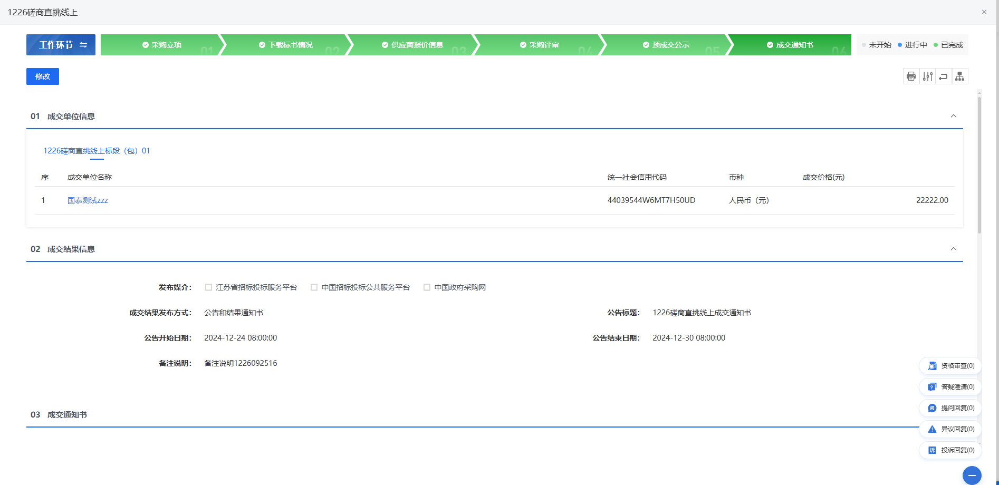 1226磋商直挑线上
工作环节
采购立项 01
下载标书情况 02
供应商报价信息 03
采购评审 04
预成交公示 05
成交通知书 06
未开始 进行中 已完成
修改
01 成交单位信息
1226磋商直挑线上标段（包）01
序 成交单位名称 统一社会信用代码 币种 成交价格(元)
1 国泰测试zzz 44039544W6MT7H50UD 人民币（元） 22222.00
02 成交结果信息
发布媒介： 江苏省招标投标服务平台 中国招标投标公共服务平台 中国政府采购网
成交结果发布方式： 公告和结果通知书 公告标题： 1226磋商直挑线上成交通知书
公告开始日期： 2024-12-24 08:00:00 公告结束日期： 2024-12-30 08:00:00
备注说明： 备注说明1226092516
资格审查(0)
答疑澄清(0)
问 提问回复(0)
03 成交通知书
异议回复(0)
诉 投诉回复(0)